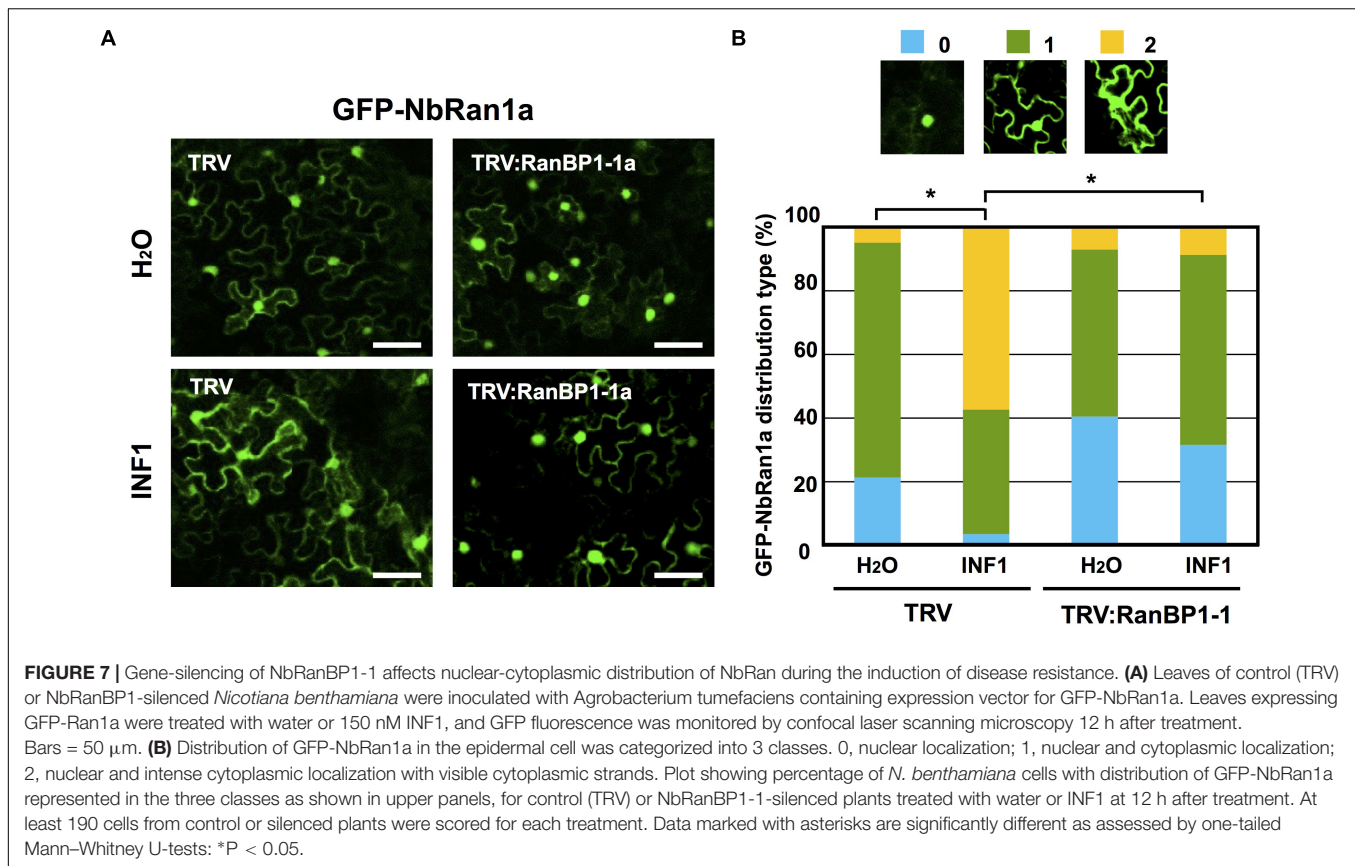 A
GFP-NbRan1a
TRV
TRV:RanBP1-1a
H2O
TRV
TRV:RanBP1-1a
INF1
B
0 1 2
* *
GFP-NbRan1a distribution type (%)
100
80
60
40
20
0
H2O INF1 H2O INF1
TRV TRV:RanBP1-1
FIGURE 7 | Gene-silencing of NbRanBP1-1 affects nuclear-cytoplasmic distribution of NbRan during the induction of disease resistance. (A) Leaves of control (TRV)
or NbRanBP1-silenced Nicotiana benthamiana were inoculated with Agrobacterium tumefaciens containing expression vector for GFP-NbRan1a. Leaves expressing
GFP-Ran1a were treated with water or 150 nM INF1, and GFP fluorescence was monitored by confocal laser scanning microscopy 12 h after treatment.
Bars = 50 μm. (B) Distribution of GFP-NbRan1a in the epidermal cell was categorized into 3 classes. 0, nuclear localization; 1, nuclear and cytoplasmic localization;
2, nuclear and intense cytoplasmic localization with visible cytoplasmic strands. Plot showing percentage of N. benthamiana cells with distribution of GFP-NbRan1a
represented in the three classes as shown in upper panels, for control (TRV) or NbRanBP1-1-silenced plants treated with water or INF1 at 12 h after treatment. At
least 190 cells from control or silenced plants were scored for each treatment. Data marked with asterisks are significantly different as assessed by one-tailed
Mann–Whitney U-tests: *P < 0.05.